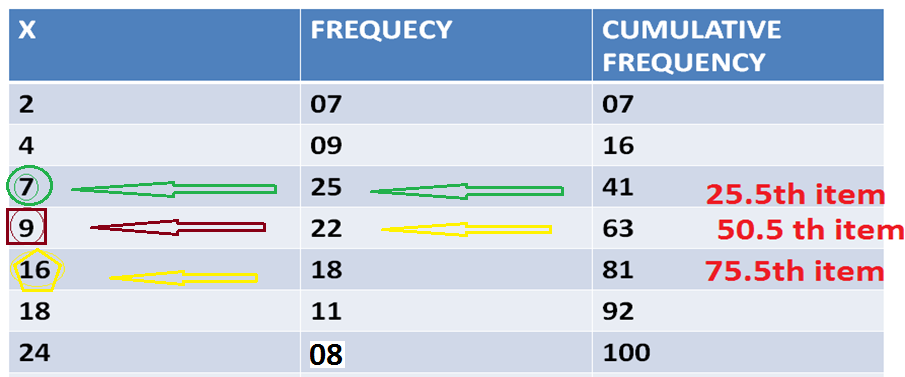 X FREQUECY CUMULATIVE
FREQUENCY
2 07 07
4 09 16
7 25 41 25.5th item
9 22 63 50.5 th item
16 18 81 75.5th item
18 11 92
24 08 100